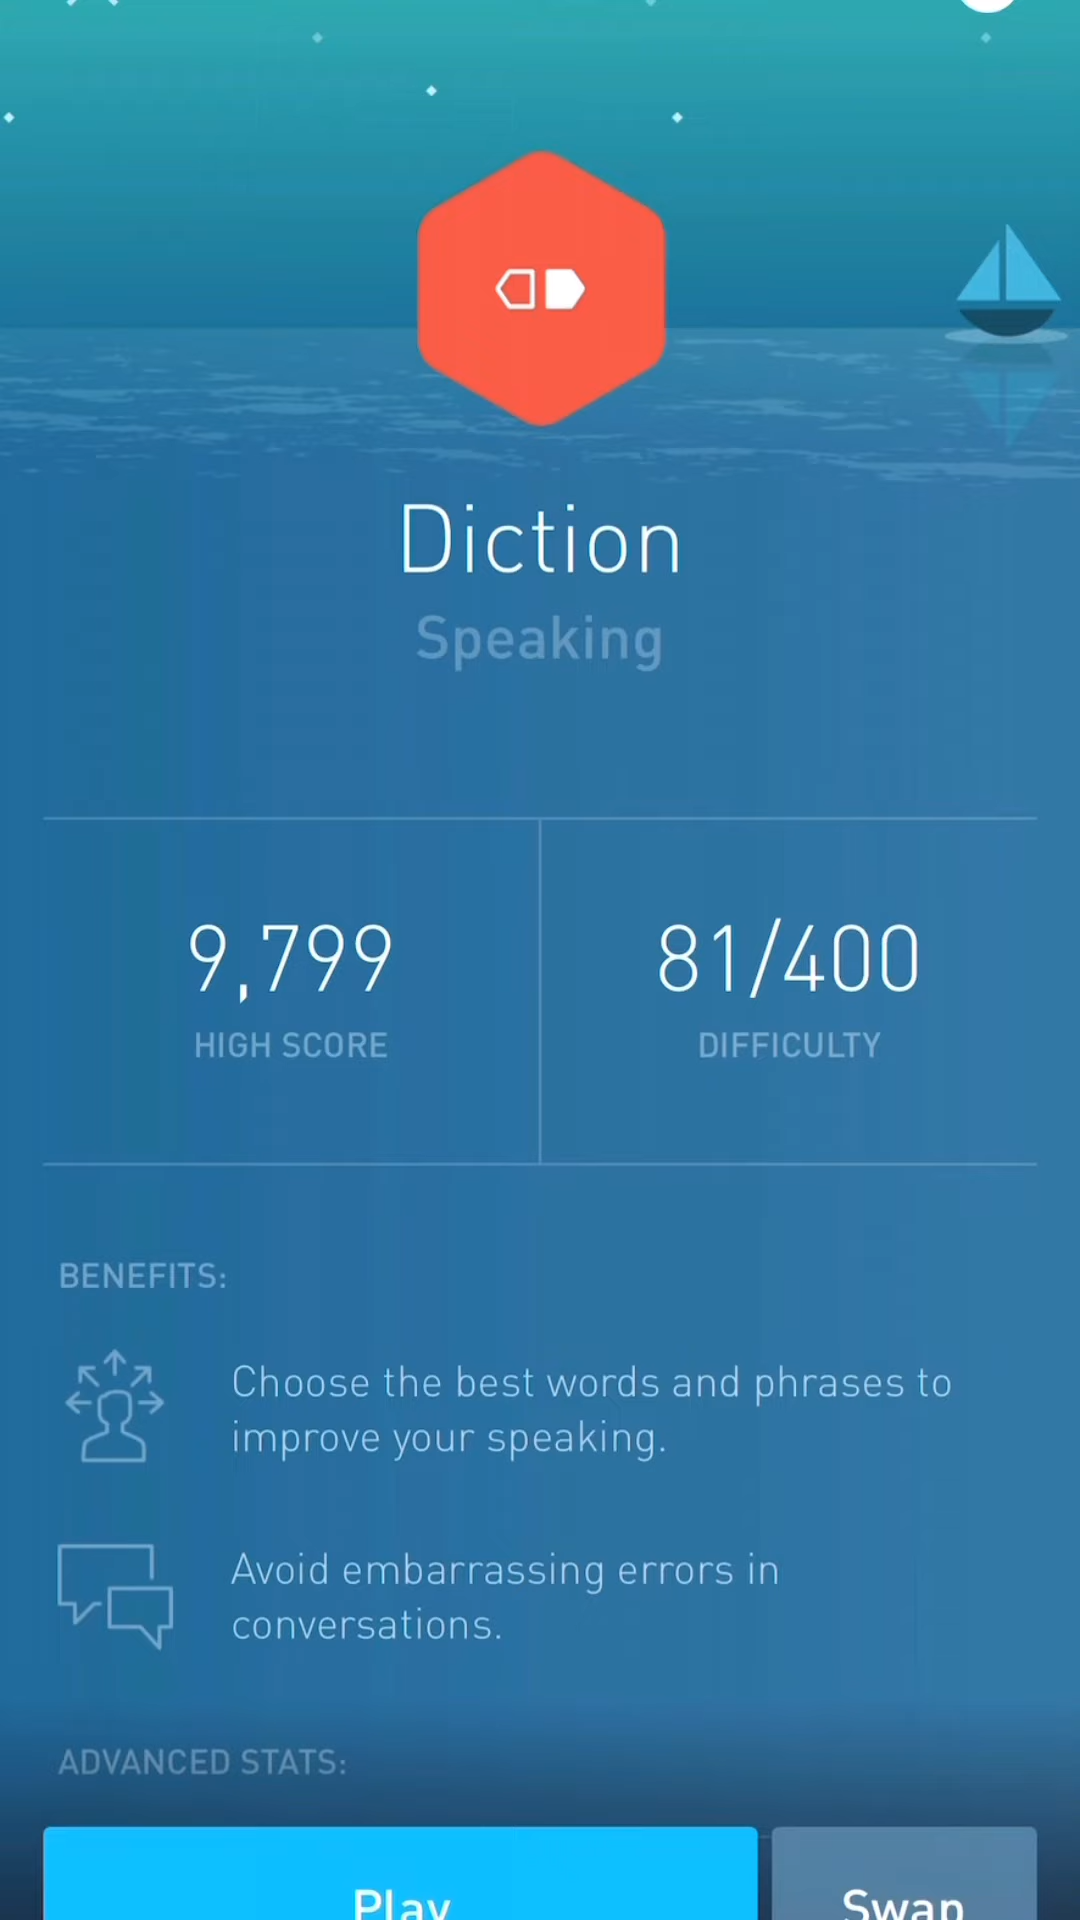 Diction
Speaking
9,799
HIGH SCORE
81/400
DIFFICULTY
BENEFITS:
Choose the best words and phrases to
improve your speaking.
Avoid embarrassing errors in
conversations.
ADVANCED STATS:
Play
Swap